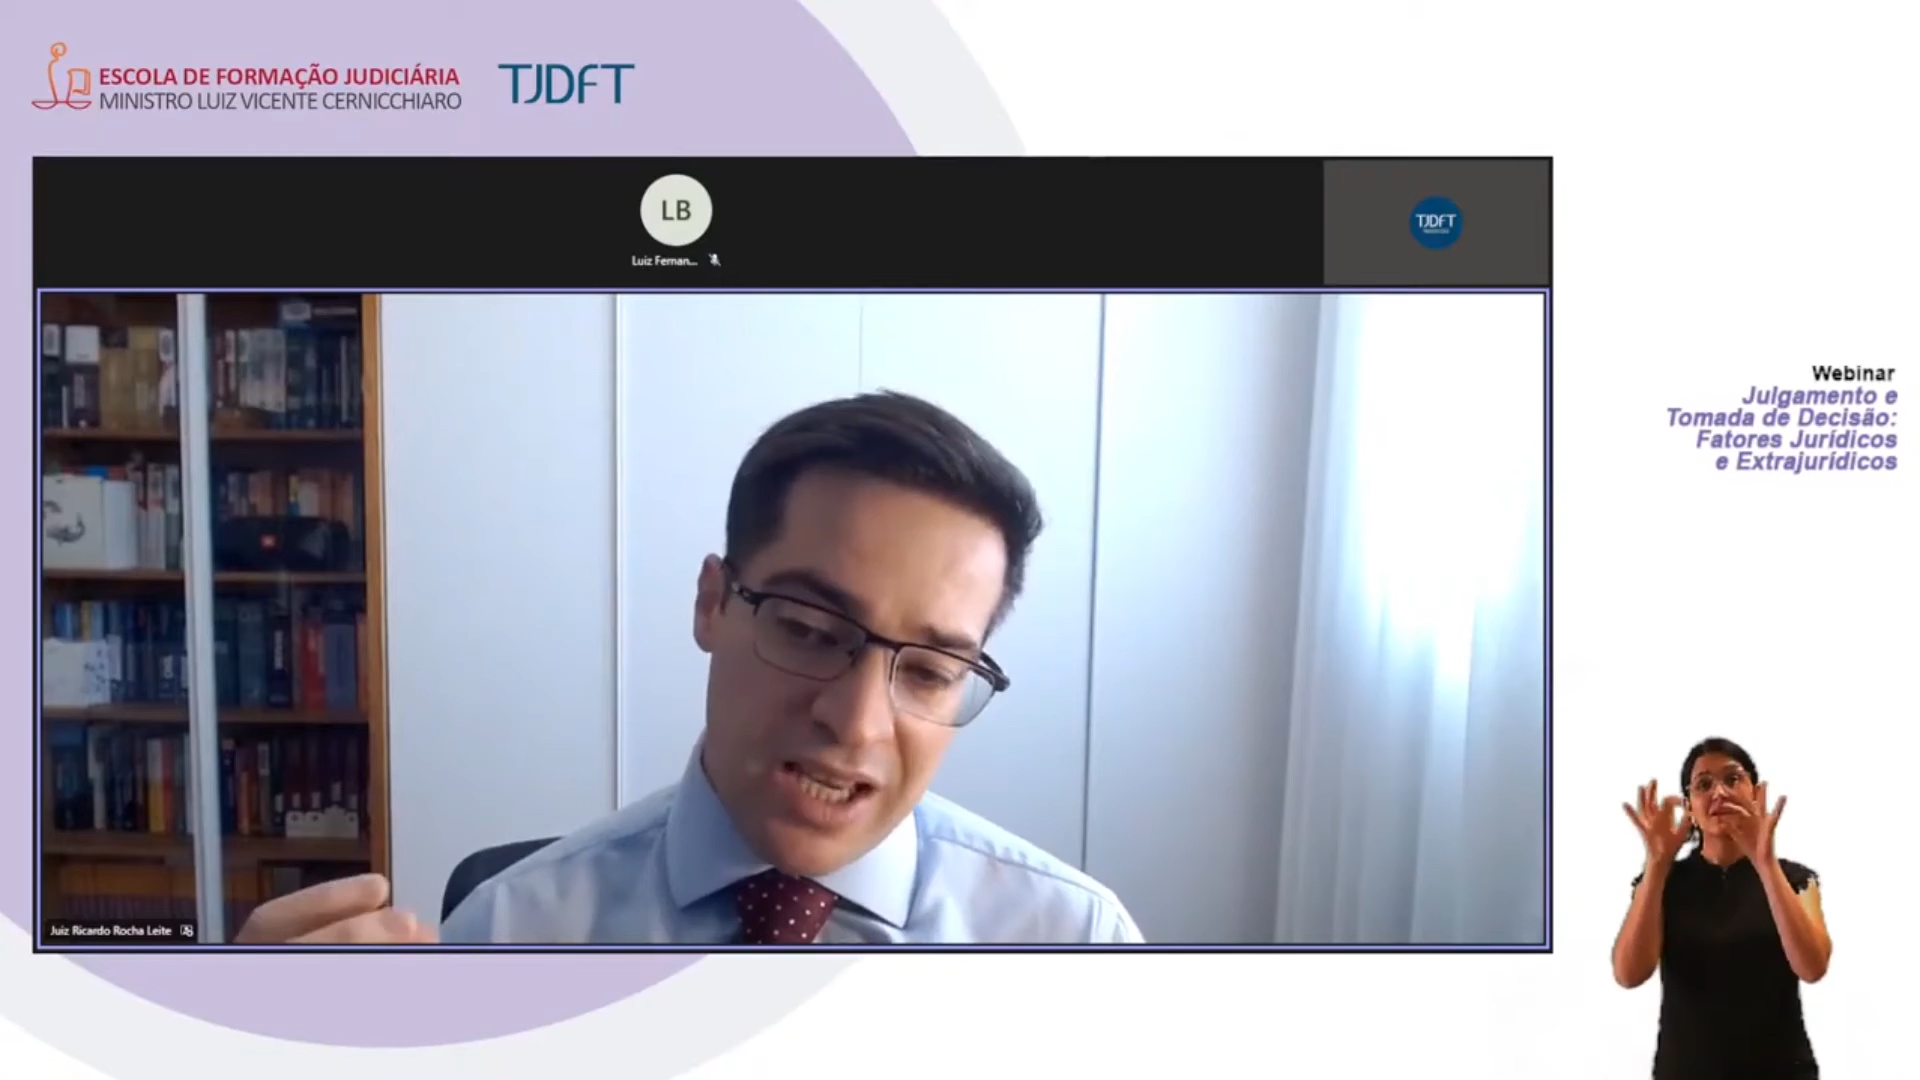 ESCOLA DE FORMAÇÃO JUDICIÁRIA
MINISTRO LUIZ VICENTE CERNICCHIARO
TJDFT
LB
Luiz Fernan...
TJDFT
Webinar
Julgamento e
Tomada de Decisão:
Fatores Jurídicos
e Extrajurídicos
Juiz Ricardo Rocha Leite